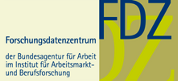 FDZ
Forschungsdatenzentrum
der Bundesagentur für Arbeit
im Institut für Arbeitsmarkt-
und Berufsforschung